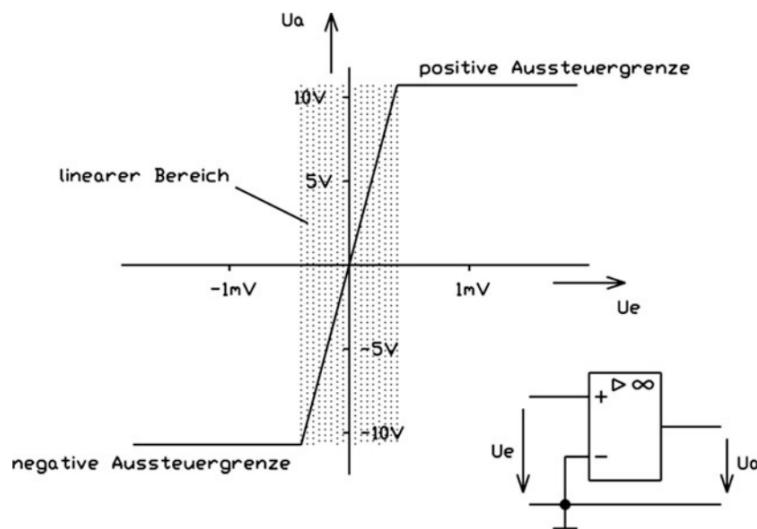 Ua
positive Aussteuergrenze
10V
linearer Bereich
5V
-1mV
1mV
Ue
-5V
▷ ∞
+
-10V
Ue
-
Ua
negative Aussteuergrenze